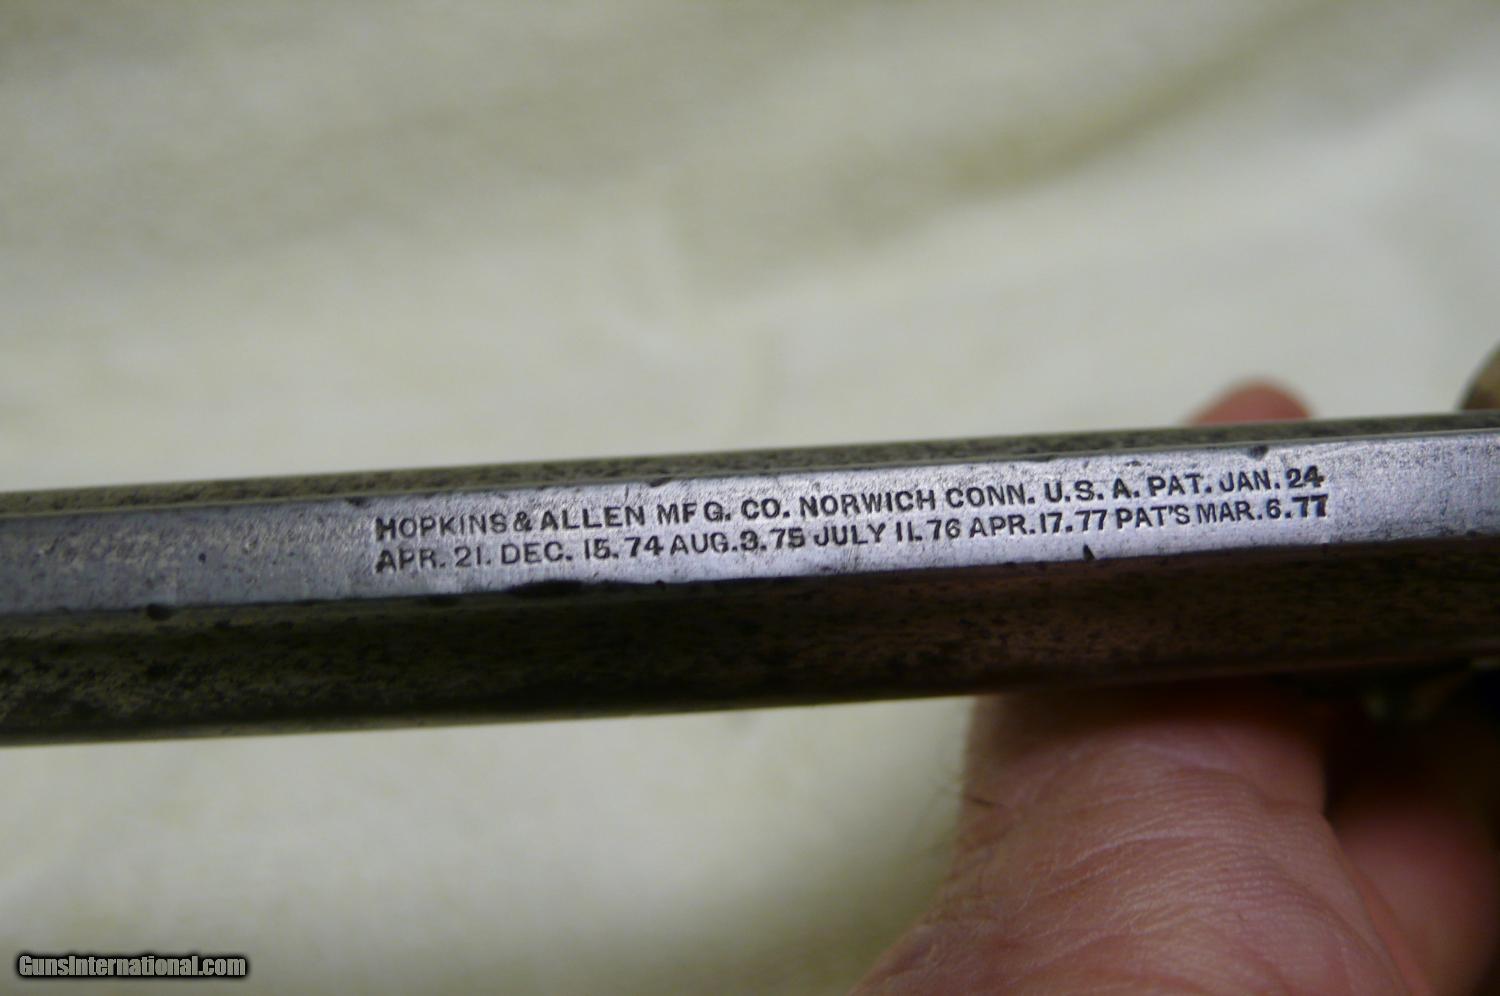 HOPKINS & ALLEN MFG. CO. NORWICH CONN. U.S.A. PAT. JAN. 24
APR. 21. DEC. 15. 74 AUG. 3. 75 JULY 11. 76 APR. 17. 77 PAT'S MAR. 6. 77
GunsInternational.com